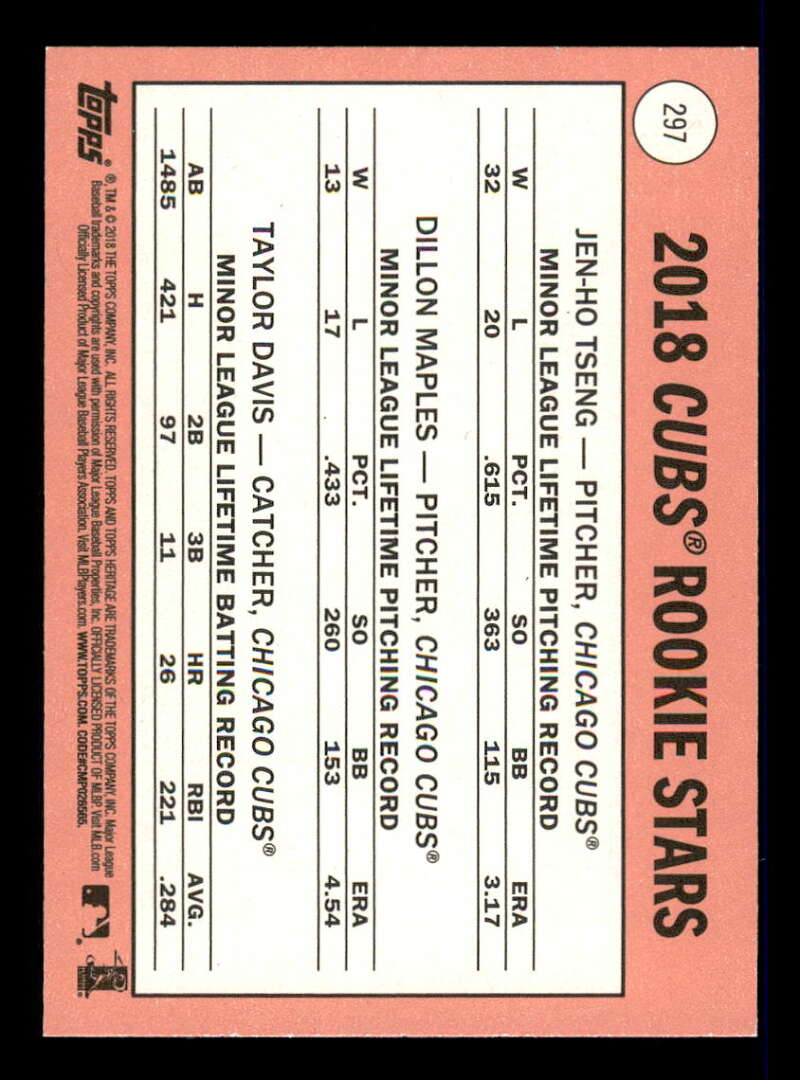 297
2018 CUBS® ROOKIE STARS
JEN-HO TSENG — PITCHER, CHICAGO CUBS®
MINOR LEAGUE LIFETIME PITCHING RECORD
W L PCT. SO BB ERA
32 20 .615 363 115 3.17
DILLON MAPLES — PITCHER, CHICAGO CUBS®
MINOR LEAGUE LIFETIME PITCHING RECORD
W L PCT. SO BB ERA
13 17 .433 260 153 4.54
TAYLOR DAVIS — CATCHER, CHICAGO CUBS®
MINOR LEAGUE LIFETIME BATTING RECORD
AB H 2B 3B HR RBI AVG.
1485 421 97 11 26 221 .284
topps®
®, TM & © 2018 THE TOPPS COMPANY, INC. ALL RIGHTS RESERVED. TOPPS AND TOPPS HERITAGE ARE TRADEMARKS OF THE TOPPS COMPANY, INC. Major League
Baseball trademarks and copyrights are used with permission of Major League Baseball Properties, Inc. OFFICIALLY LICENSED PRODUCT OF MLBP. Visit MLB.com
Officially Licensed Product of Major League Baseball Players Association. Visit MLBPlayers.com. WWW.TOPPS.COM. CODE#CMP028565.